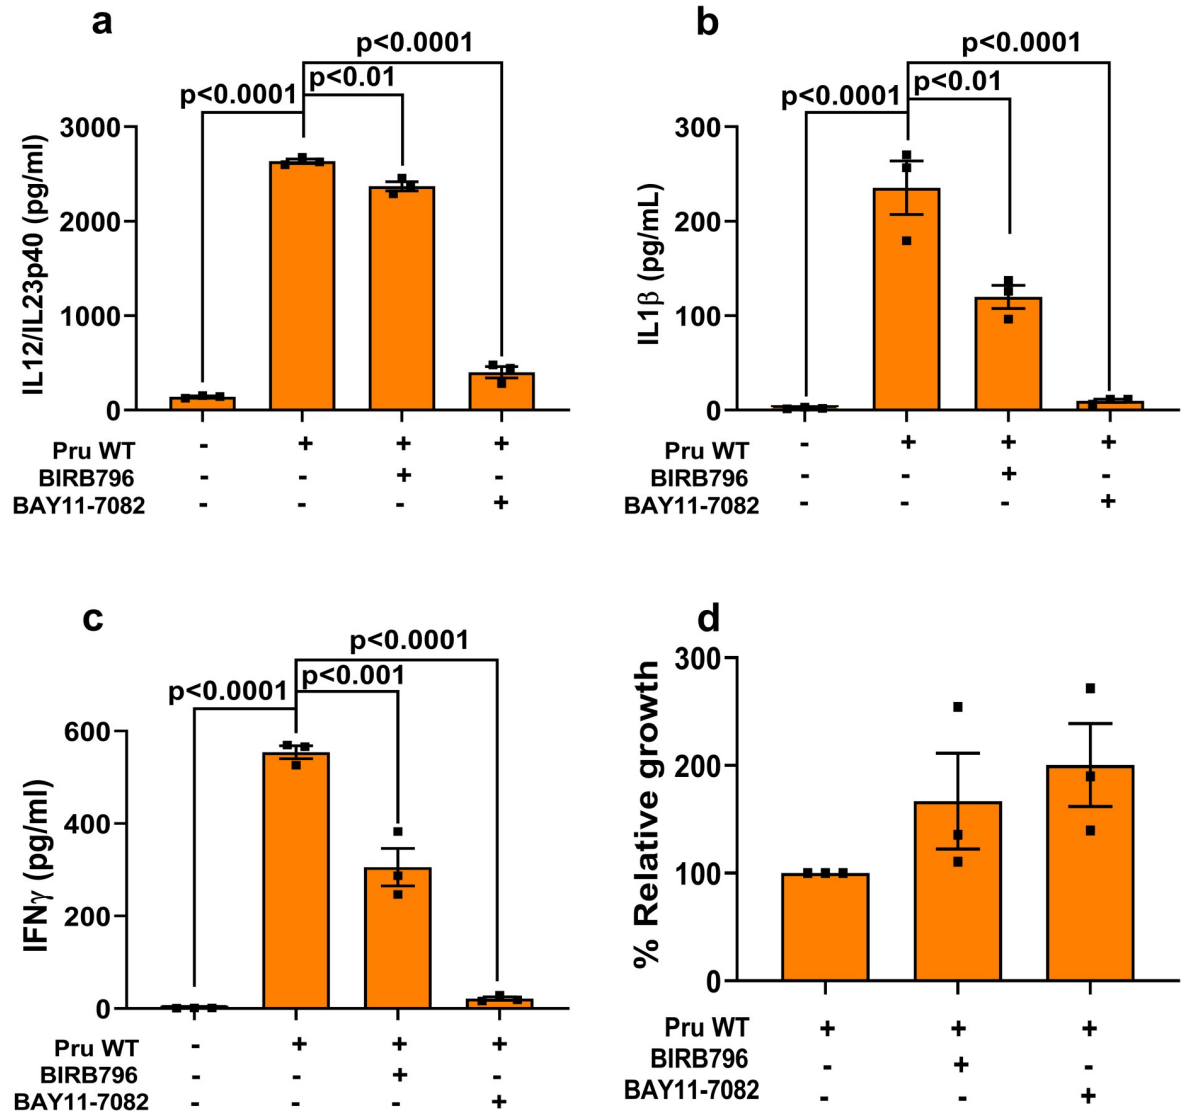 a
p<0.0001
p<0.01
p<0.0001
IL12/IL23p40 (pg/ml)
3000
2000
1000
0
Pru WT - + + +
BIRB796 - - + -
BAY11-7082 - - - +
b
p<0.0001
p<0.01
p<0.0001
IL1β (pg/mL)
300
200
100
0
Pru WT - + + +
BIRB796 - - + -
BAY11-7082 - - - +
c
p<0.0001
p<0.001
p<0.0001
IFNγ (pg/ml)
600
400
200
0
Pru WT - + + +
BIRB796 - - + -
BAY11-7082 - - - +
d
% Relative growth
300
200
100
0
Pru WT + + +
BIRB796 - + -
BAY11-7082 - - +